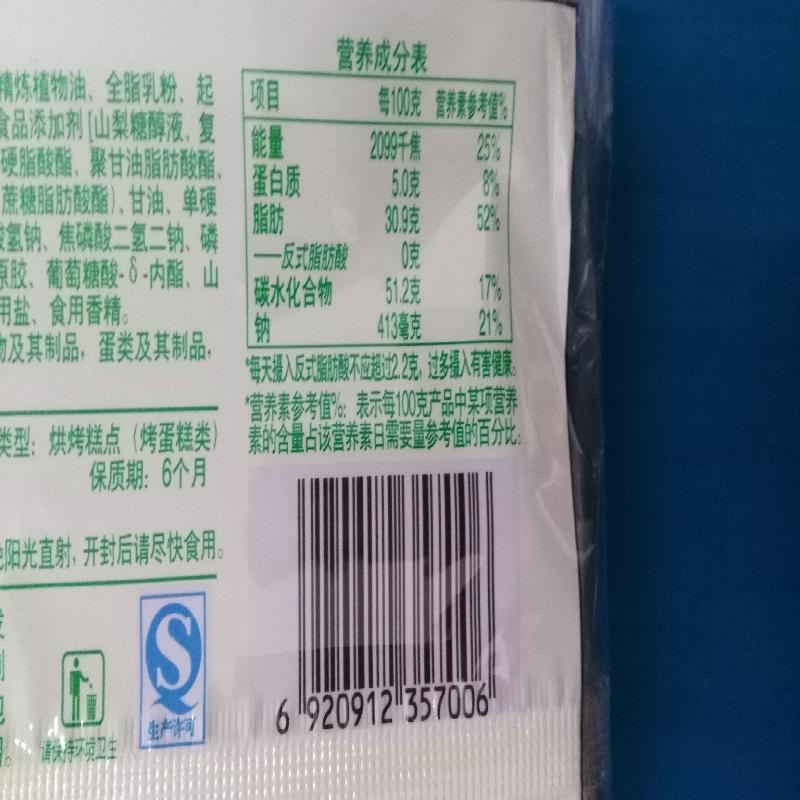 精炼植物油、全脂乳粉、起
食品添加剂[山梨糖醇液、复
硬脂酸酯、聚甘油脂肪酸酯、
蔗糖脂肪酸酯)、甘油、单硬
酸氢钠、焦磷酸二氢二钠、磷
原胶、葡萄糖酸-δ-内酯、山
用盐、食用香精。
物及其制品，蛋类及其制品，
类型：烘烤糕点（烤蛋糕类）
保质期：6个月
阳光直射，开封后请尽快食用。
请保持环境卫生
生产许可
营养成分表
项目 每100克 营养素参考值%
能量 2099千焦 25%
蛋白质 5.0克 8%
脂肪 30.9克 52%
——反式脂肪酸 0克
碳水化合物 51.2克 17%
钠 413毫克 21%
*每天摄入反式脂肪酸不应超过2.2克，过多摄入有害健康。
*营养素参考值%：表示每100克产品中某项营养
素的含量占该营养素日需要量参考值的百分比。
6 920912 357006